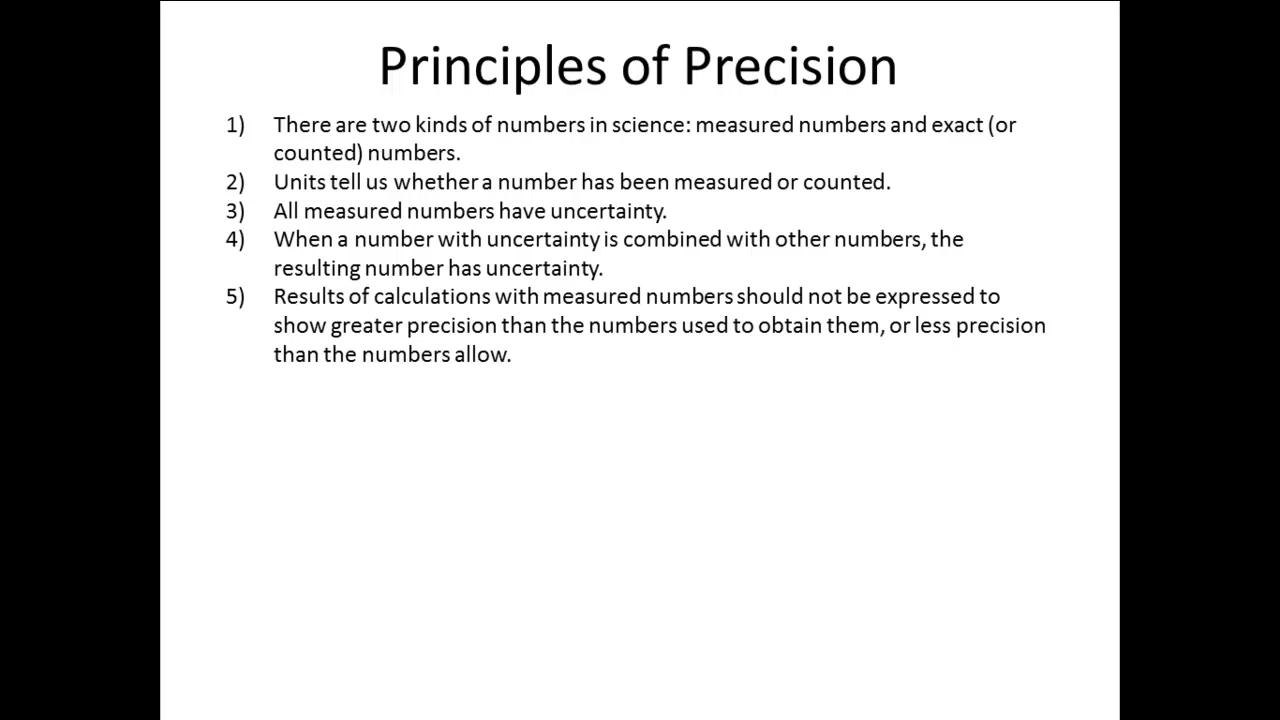 Principles of Precision
1) There are two kinds of numbers in science: measured numbers and exact (or
counted) numbers.
2) Units tell us whether a number has been measured or counted.
3) All measured numbers have uncertainty.
4) When a number with uncertainty is combined with other numbers, the
resulting number has uncertainty.
5) Results of calculations with measured numbers should not be expressed to
show greater precision than the numbers used to obtain them, or less precision
than the numbers allow.